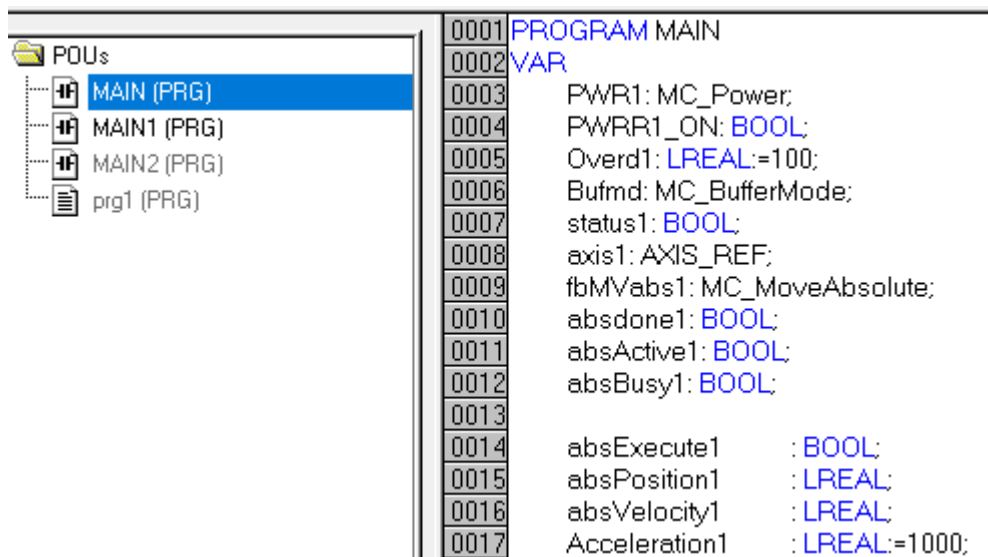 POUs
MAIN (PRG)
MAIN1 (PRG)
MAIN2 (PRG)
prg1 (PRG)
0001 PROGRAM MAIN
0002 VAR
0003 PWR1: MC_Power;
0004 PWRR1_ON: BOOL;
0005 Overd1: LREAL:=100;
0006 Bufmd: MC_BufferMode;
0007 status1: BOOL;
0008 axis1: AXIS_REF;
0009 fbMVabs1: MC_MoveAbsolute;
0010 absdone1: BOOL;
0011 absActive1: BOOL;
0012 absBusy1: BOOL;
0013
0014 absExecute1 : BOOL;
0015 absPosition1 : LREAL;
0016 absVelocity1 : LREAL;
0017 Acceleration1 : LREAL:=1000;